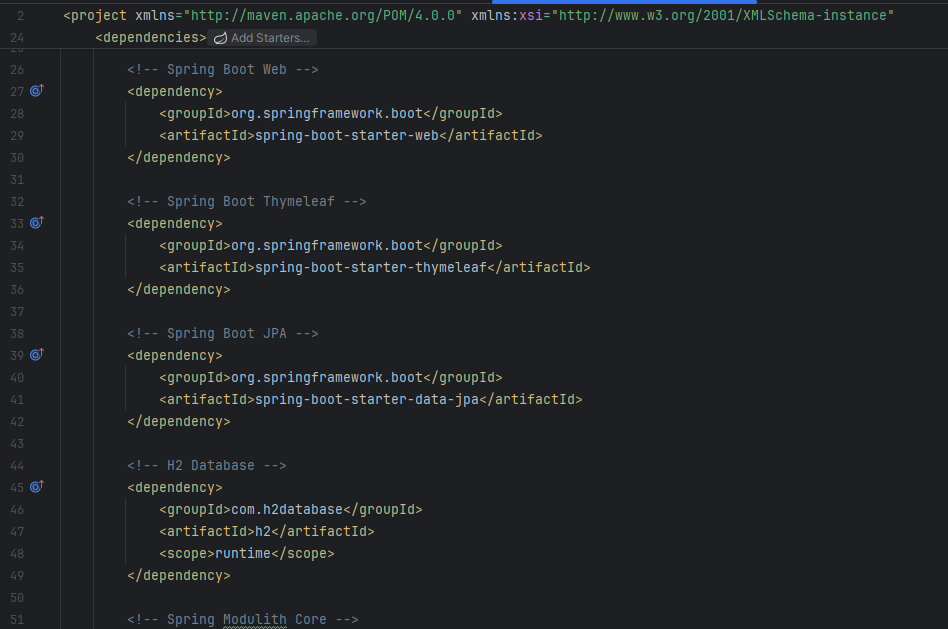 2 <project xmlns="http://maven.apache.org/POM/4.0.0" xmlns:xsi="http://www.w3.org/2001/XMLSchema-instance"
24 <dependencies> Add Starters...
26 <!-- Spring Boot Web -->
27 <dependency>
28 <groupId>org.springframework.boot</groupId>
29 <artifactId>spring-boot-starter-web</artifactId>
30 </dependency>
31
32 <!-- Spring Boot Thymeleaf -->
33 <dependency>
34 <groupId>org.springframework.boot</groupId>
35 <artifactId>spring-boot-starter-thymeleaf</artifactId>
36 </dependency>
37
38 <!-- Spring Boot JPA -->
39 <dependency>
40 <groupId>org.springframework.boot</groupId>
41 <artifactId>spring-boot-starter-data-jpa</artifactId>
42 </dependency>
43
44 <!-- H2 Database -->
45 <dependency>
46 <groupId>com.h2database</groupId>
47 <artifactId>h2</artifactId>
48 <scope>runtime</scope>
49 </dependency>
50
51 <!-- Spring Modulith Core -->